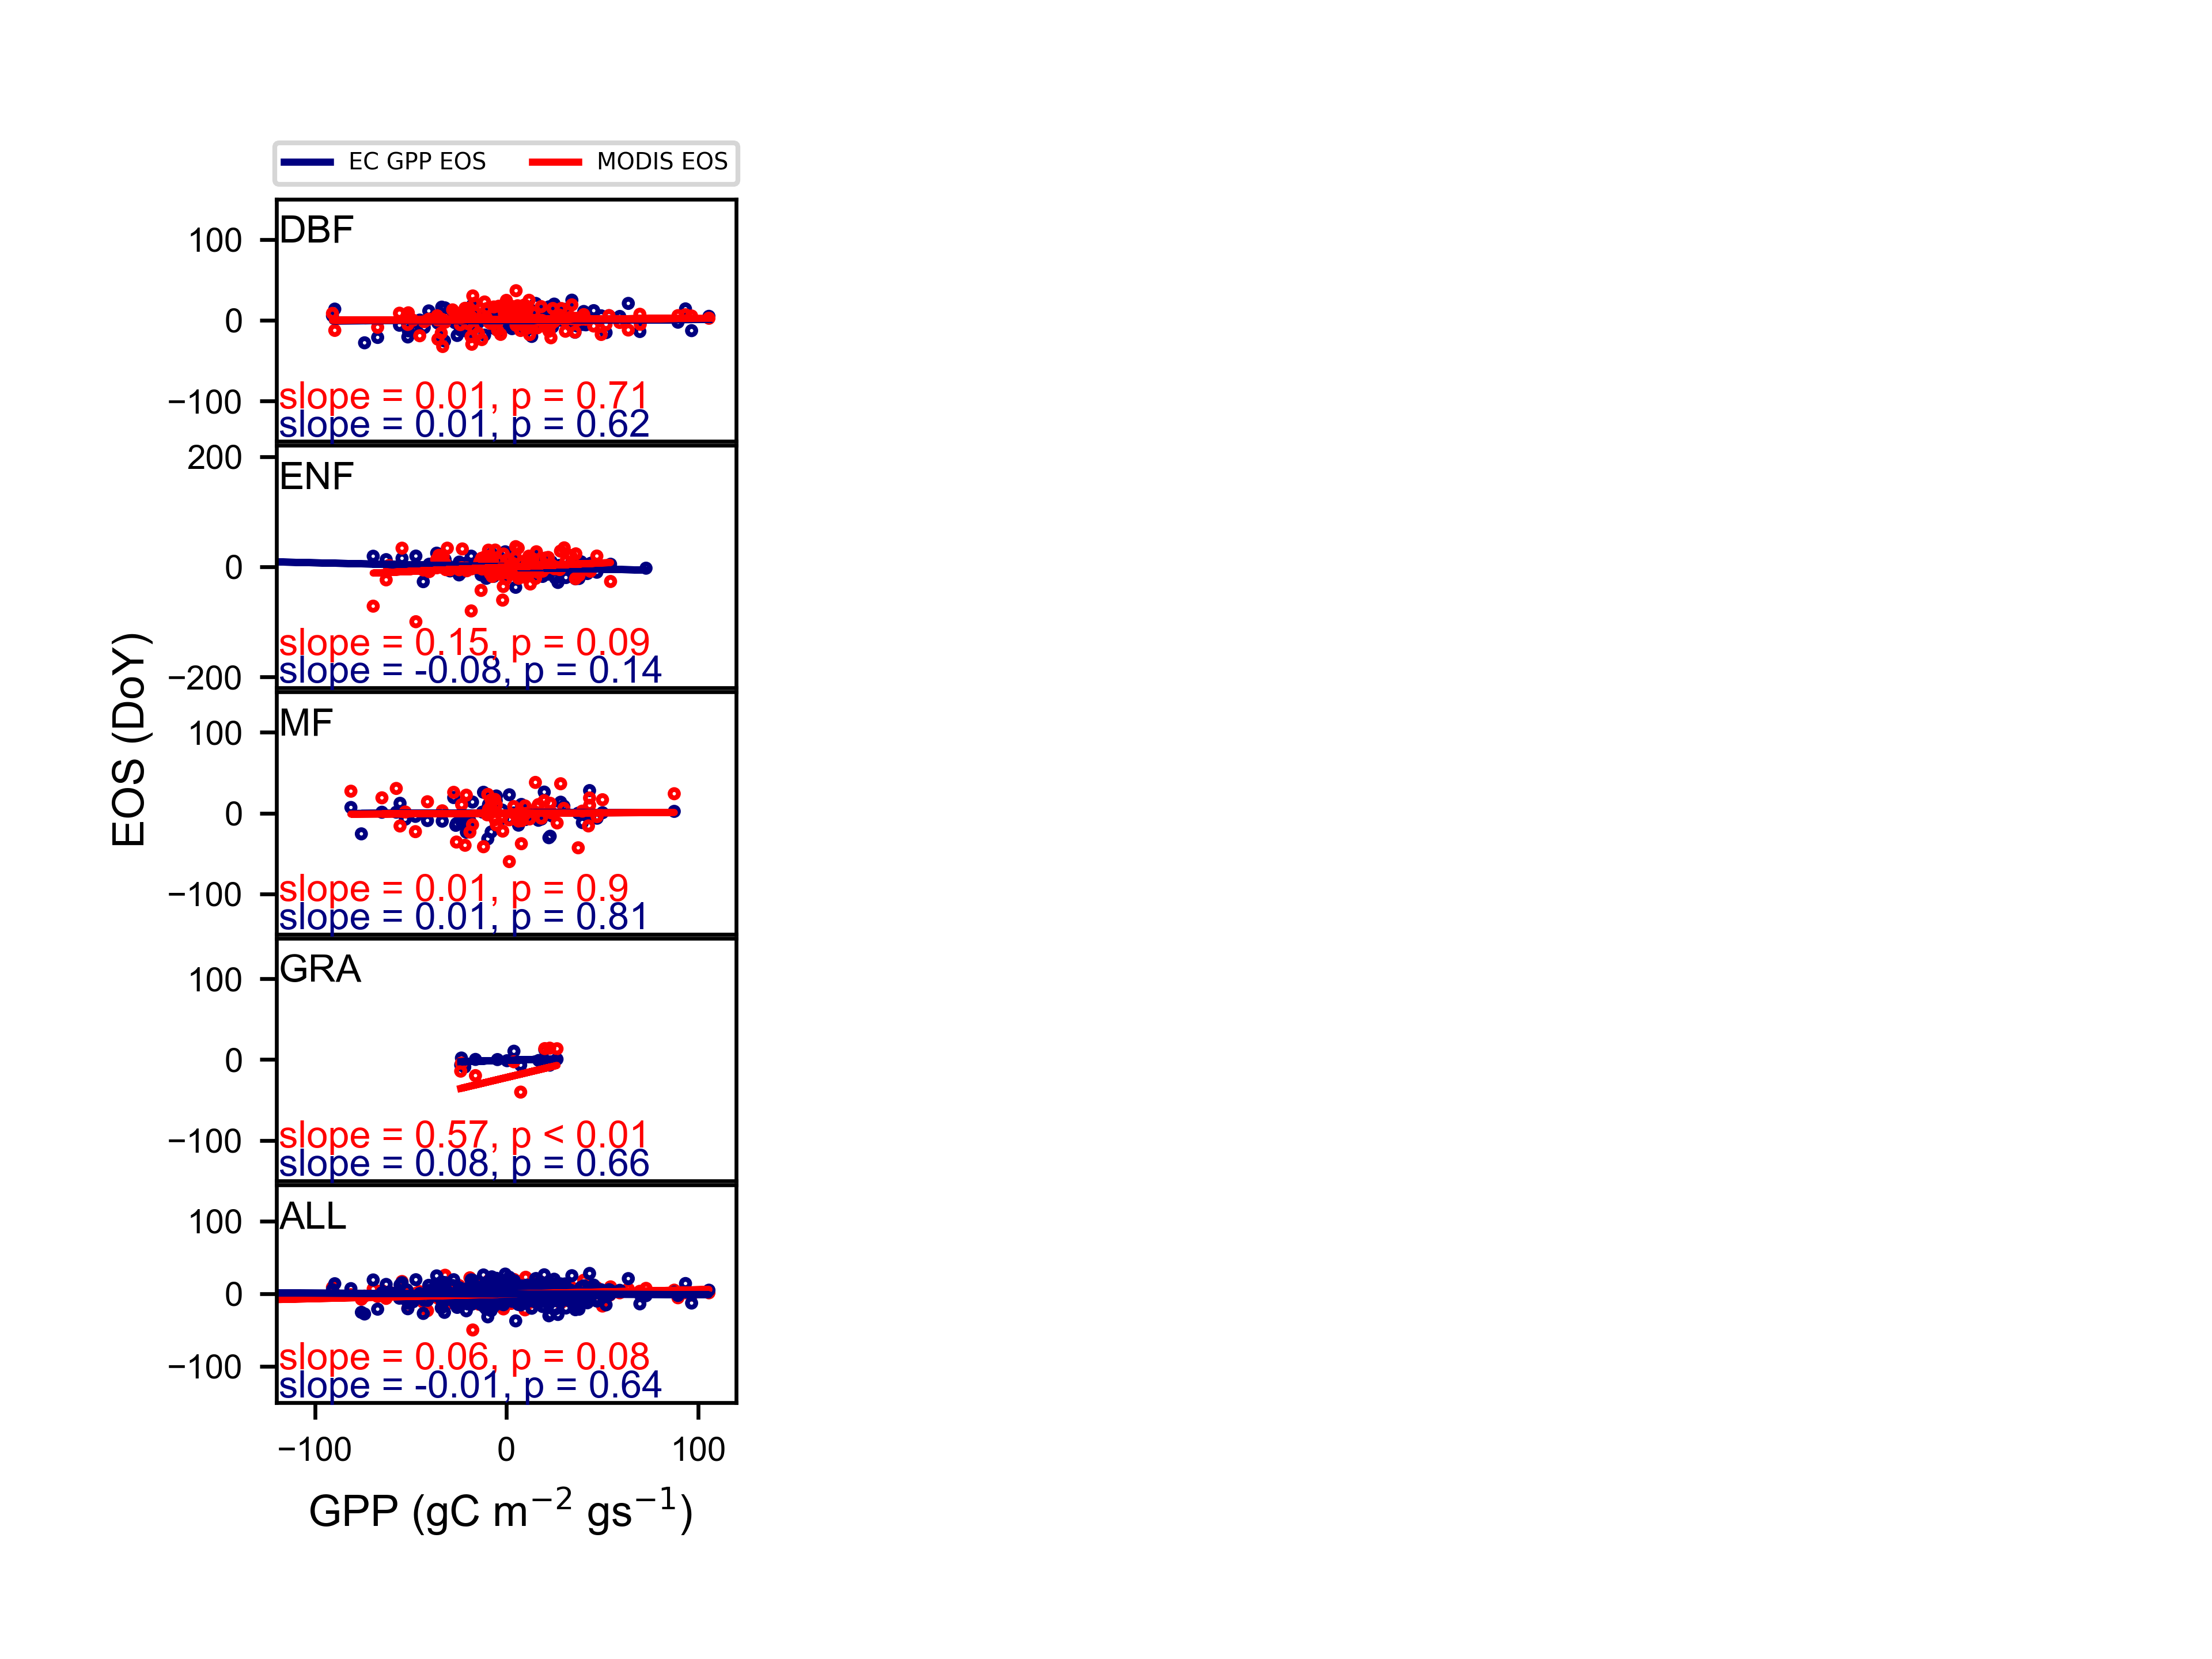 EC GPP EOS MODIS EOS
DBF
100
0
−100
slope = 0.01, p = 0.71
slope = 0.01, p = 0.62
200
ENF
0
slope = 0.15, p = 0.09
slope = -0.08, p = 0.14
−200
MF
100
0
−100
slope = 0.01, p = 0.9
slope = 0.01, p = 0.81
EOS (DoY)
GRA
100
0
−100
slope = 0.57, p < 0.01
slope = 0.08, p = 0.66
ALL
100
0
−100
slope = 0.06, p = 0.08
slope = -0.01, p = 0.64
−100 0 100
GPP (gC m⁻² gs⁻¹)